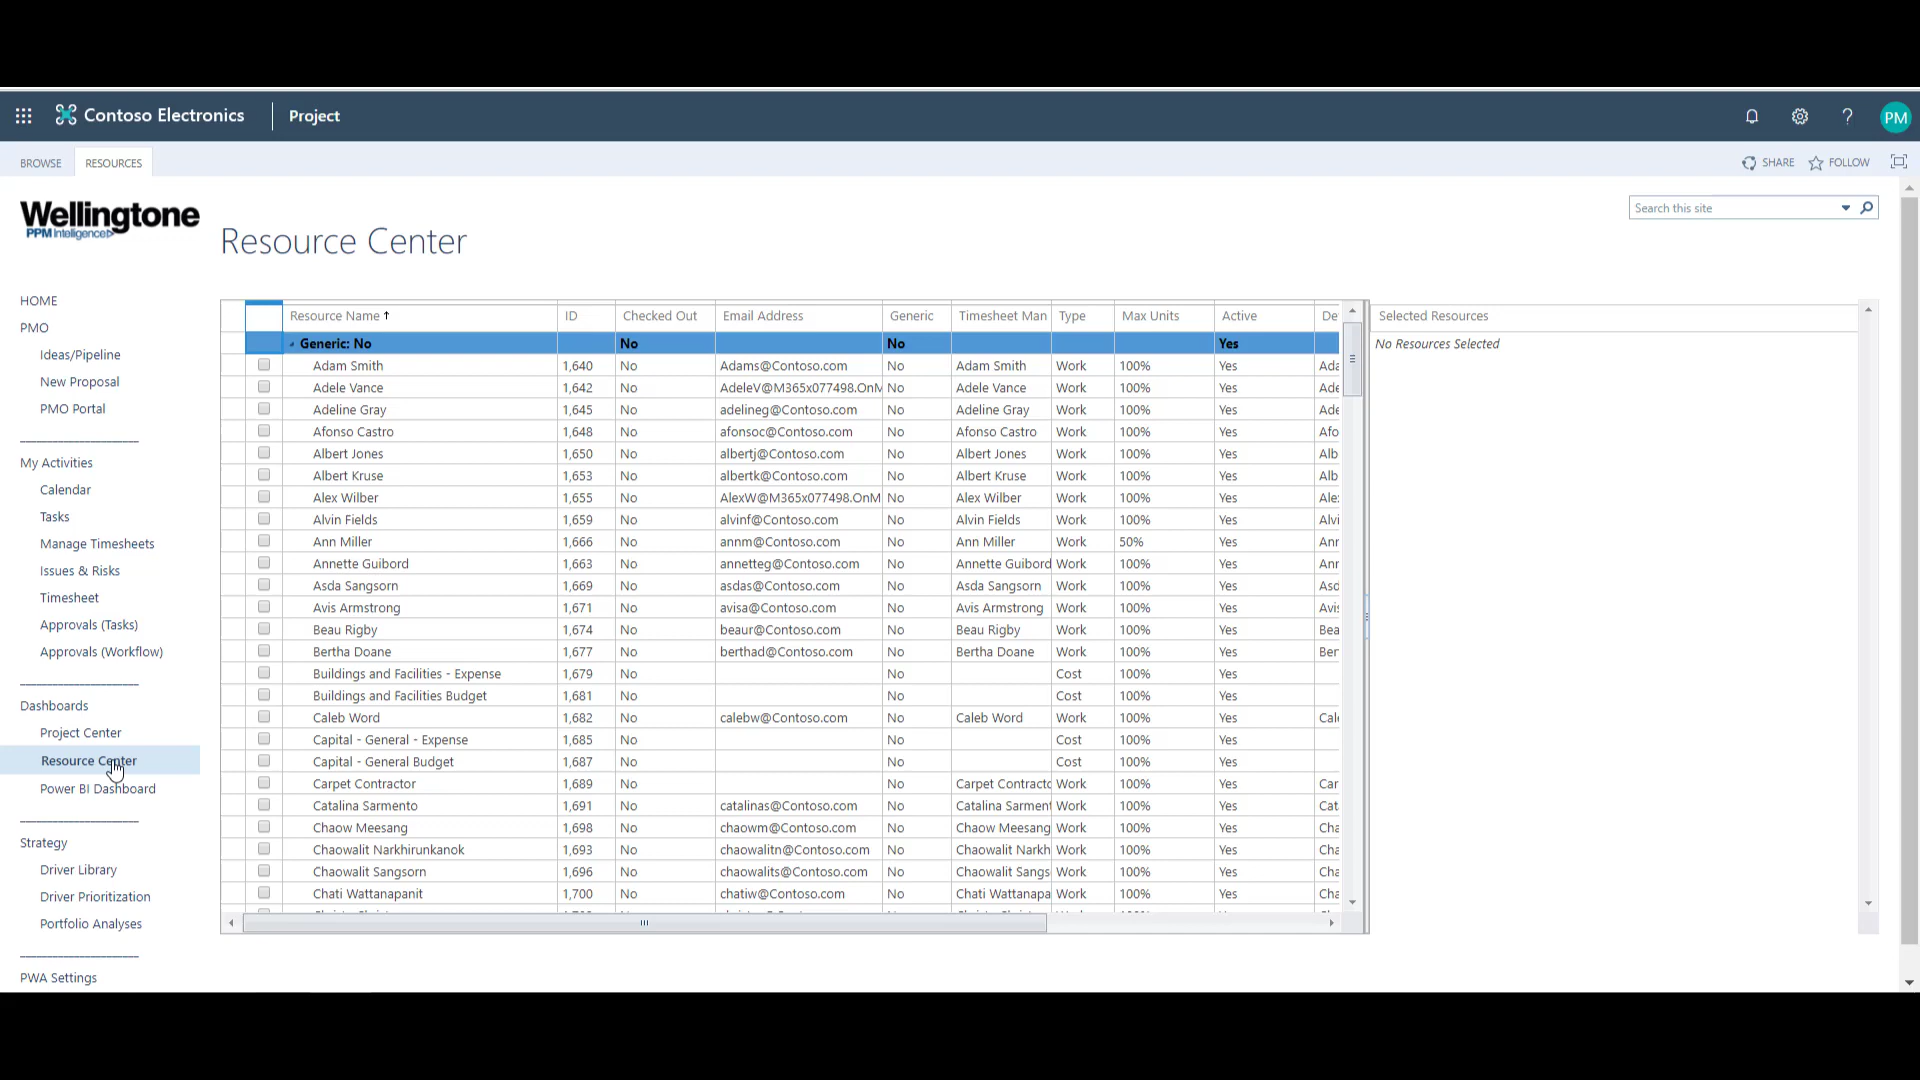 Contoso Electronics Project PM
BROWSE RESOURCES SHARE FOLLOW
Wellingtone
PPM Intelligence
Resource Center
Search this site
HOME
PMO
Ideas/Pipeline
New Proposal
PMO Portal
My Activities
Calendar
Tasks
Manage Timesheets
Issues & Risks
Timesheet
Approvals (Tasks)
Approvals (Workflow)
Dashboards
Project Center
Resource Center
Power BI Dashboard
Strategy
Driver Library
Driver Prioritization
Portfolio Analyses
PWA Settings
Resource Name ID Checked Out Email Address Generic Timesheet Man Type Max Units Active De
Generic: No No No Yes
Adam Smith 1,640 No Adams@Contoso.com No Adam Smith Work 100% Yes Ada
Adele Vance 1,642 No AdeleV@M365x077498.OnM No Adele Vance Work 100% Yes Ade
Adeline Gray 1,645 No adelineg@Contoso.com No Adeline Gray Work 100% Yes Ade
Afonso Castro 1,648 No afonsoc@Contoso.com No Afonso Castro Work 100% Yes Afo
Albert Jones 1,650 No albertj@Contoso.com No Albert Jones Work 100% Yes Alb
Albert Kruse 1,653 No albertk@Contoso.com No Albert Kruse Work 100% Yes Alb
Alex Wilber 1,655 No AlexW@M365x077498.OnM No Alex Wilber Work 100% Yes Ale
Alvin Fields 1,659 No alvinf@Contoso.com No Alvin Fields Work 100% Yes Alvi
Ann Miller 1,666 No annm@Contoso.com No Ann Miller Work 50% Yes Anr
Annette Guibord 1,663 No annetteg@Contoso.com No Annette Guibord Work 100% Yes Anr
Asda Sangsorn 1,669 No asdas@Contoso.com No Asda Sangsorn Work 100% Yes Asd
Avis Armstrong 1,671 No avisa@Contoso.com No Avis Armstrong Work 100% Yes Avis
Beau Rigby 1,674 No beaur@Contoso.com No Beau Rigby Work 100% Yes Bea
Bertha Doane 1,677 No berthad@Contoso.com No Bertha Doane Work 100% Yes Ber
Buildings and Facilities - Expense 1,679 No No Cost 100% Yes
Buildings and Facilities Budget 1,681 No No Cost 100% Yes
Caleb Word 1,682 No calebw@Contoso.com No Caleb Word Work 100% Yes Cal
Capital - General - Expense 1,685 No No Cost 100% Yes
Capital - General Budget 1,687 No No Cost 100% Yes
Carpet Contractor 1,689 No No Carpet Contractc Work 100% Yes Car
Catalina Sarmento 1,691 No catalinas@Contoso.com No Catalina Sarment Work 100% Yes Cat
Chaow Meesang 1,698 No chaowm@Contoso.com No Chaow Meesang Work 100% Yes Cha
Chaowalit Narkhirunkanok 1,693 No chaowalitn@Contoso.com No Chaowalit Narkh Work 100% Yes Cha
Chaowalit Sangsorn 1,696 No chaowalits@Contoso.com No Chaowalit Sangs Work 100% Yes Cha
Chati Wattanapanit 1,700 No chatiw@Contoso.com No Chati Wattanapa Work 100% Yes Cha
Selected Resources
No Resources Selected